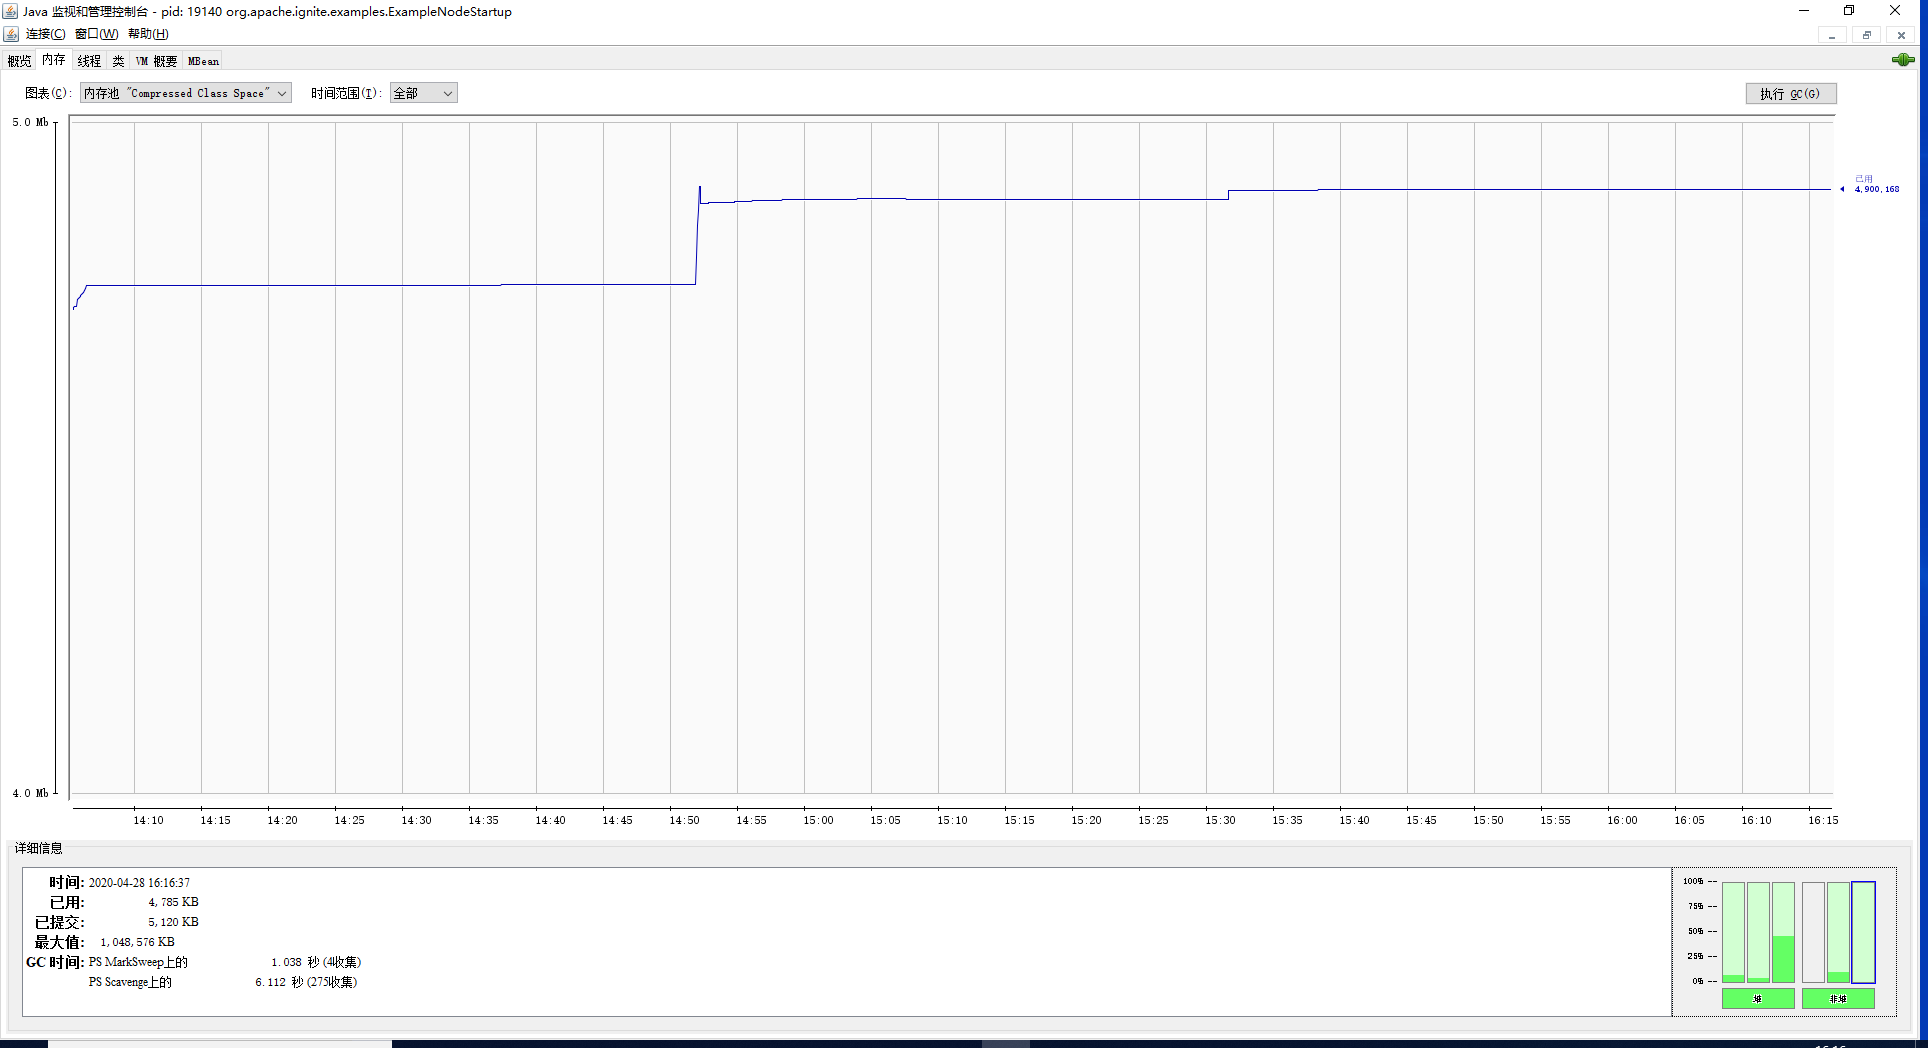 Java 监视和管理控制台 - pid: 19140 org.apache.ignite.examples.ExampleNodeStartup
连接(C) 窗口(W) 帮助(H)
概览 内存 线程 类 VM 概要 MBean
图表(C): 内存池 "Compressed Class Space" 时间范围(I): 全部 执行 GC(G)
5.0 Mb
已用
4,900,168
4.0 Mb
14:10 14:15 14:20 14:25 14:30 14:35 14:40 14:45 14:50 14:55 15:00 15:05 15:10 15:15 15:20 15:25 15:30 15:35 15:40 15:45 15:50 15:55 16:00 16:05 16:10 16:15
详细信息
时间: 2020-04-28 16:16:37
已用: 4,785 KB
已提交: 5,120 KB
最大值: 1,048,576 KB
GC 时间: PS MarkSweep上的 1.038 秒 (4收集)
PS Scavenge上的 6.112 秒 (275收集)
100% --
75% --
50% --
25% --
0% --
堆 非堆